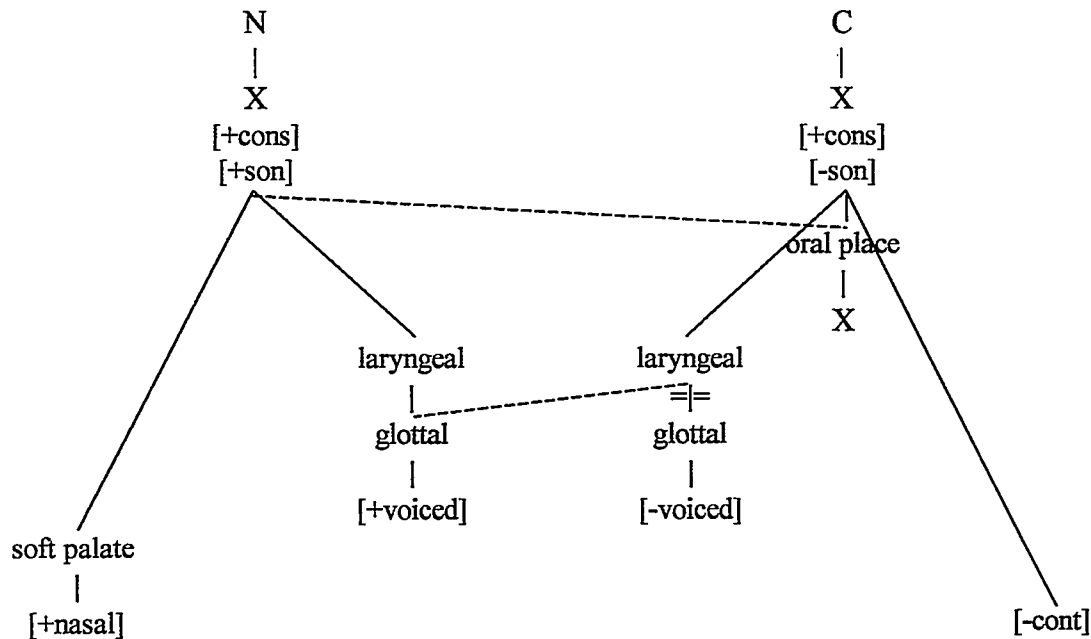 N C
X X
[+cons] [+cons]
[+son] [-son]
oral place
X
laryngeal laryngeal
glottal glottal
[+voiced] [-voiced]
soft palate
[+nasal] [-cont]